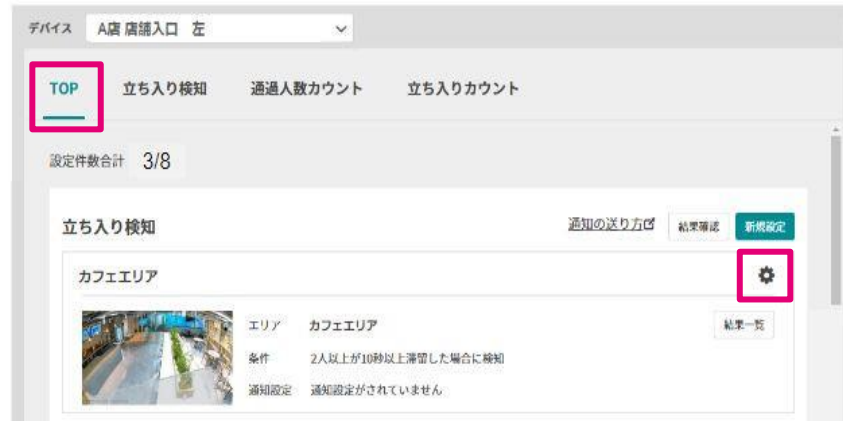 デバイス A店 店舗入口 左
TOP 立ち入り検知 通過人数カウント 立ち入りカウント
設定件数合計 3/8
立ち入り検知 通知の送り方 結果確認 新規設定
カフェエリア
エリア カフェエリア 結果一覧
条件 2人以上が10秒以上滞留した場合に検知
通知設定 通知設定がされていません